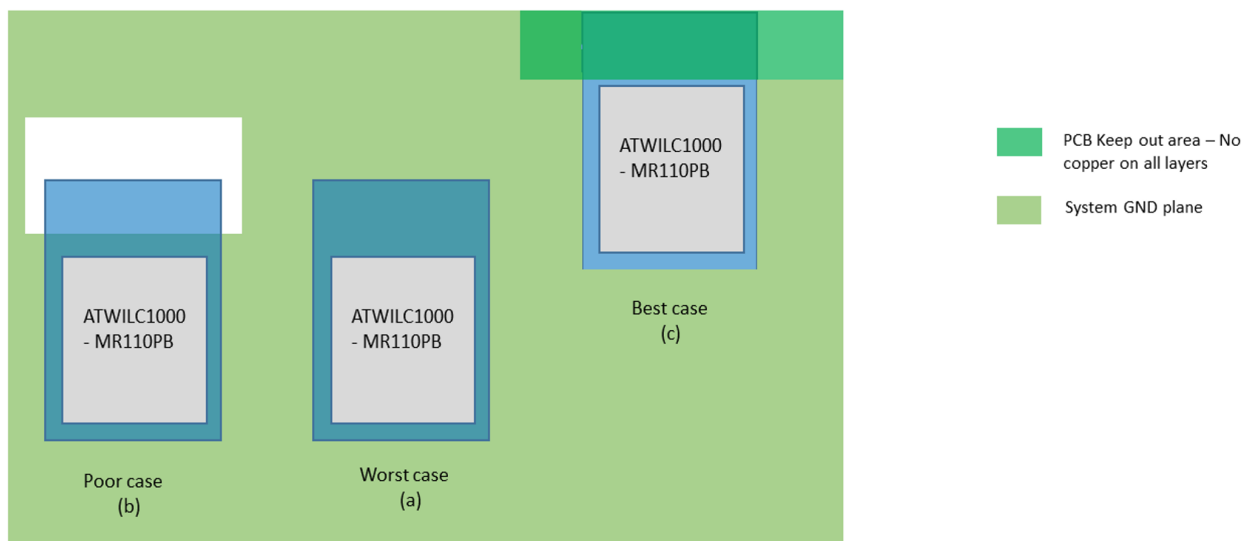 ATWILC1000
- MR110PB
Best case
(c)
ATWILC1000
- MR110PB
Poor case
(b)
ATWILC1000
- MR110PB
Worst case
(a)
PCB Keep out area – No
copper on all layers
System GND plane